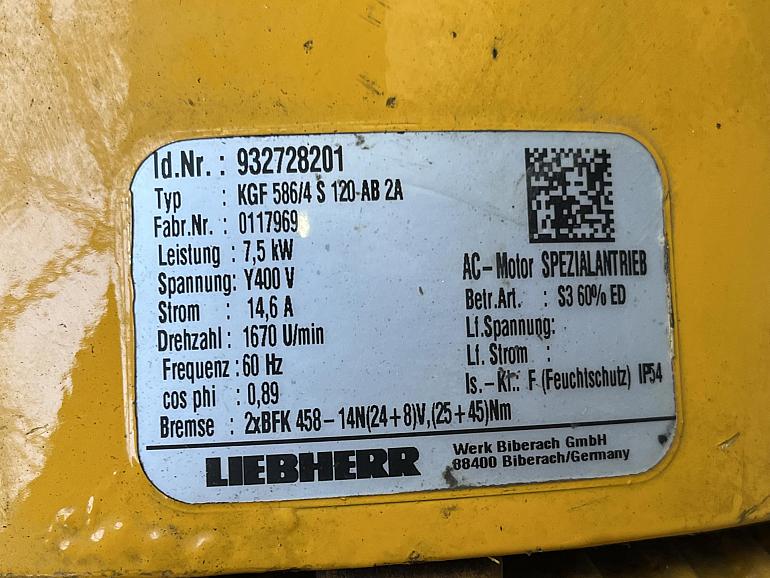 Id.Nr. : 932728201
Typ : KGF 586/4 S 120-AB 2A
Fabr.Nr. : 0117969
Leistung : 7,5 kW
Spannung: Y400 V
Strom : 14,6 A
Drehzahl : 1670 U/min
Frequenz : 60 Hz
cos phi : 0,89
Bremse : 2xBFK 458-14N(24+8)V,(25+45)Nm
AC-Motor SPEZIALANTRIEB
Betr.Art. : S3 60% ED
Lf.Spannung:
Lf. Strom :
Is.-Kr.: F (Feuchtschutz) IP54
LIEBHERR
Werk Biberach GmbH
88400 Biberach/Germany